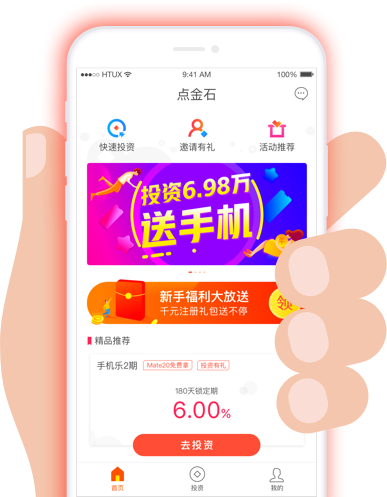 HTUX 9:41 AM 100%
点金石
快速投资 邀请有礼 活动推荐
投资6.98万
送手机
新手福利大放送
千元注册礼包送不停
领
精品推荐
手机乐2期 Mate20免费拿 投资有礼
180天锁定期
6.00%
去投资
首页 投资 我的